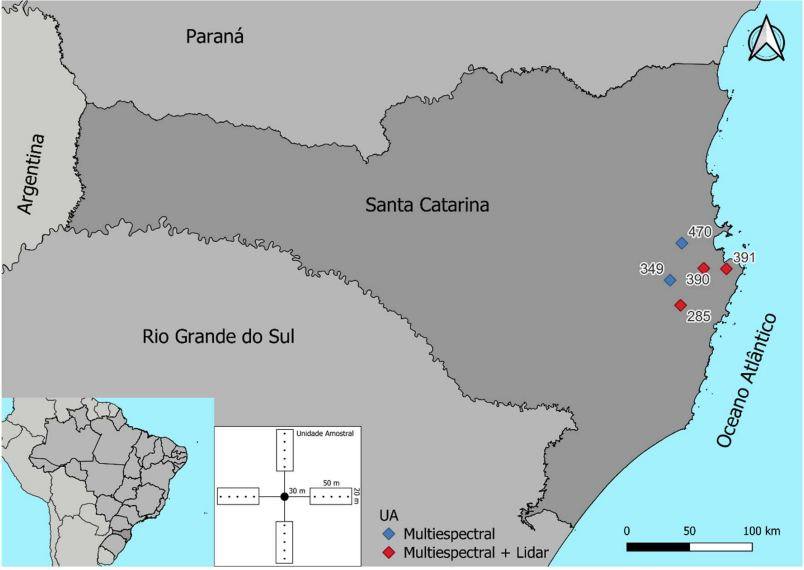 Paraná
Argentina
Santa Catarina
470
391
349
390
285
Rio Grande do Sul
Oceano Atlântico
Unidade Amostral
30 m
50 m
20 m
UA
Multiespectral
Multiespectral + Lidar
0 50 100 km